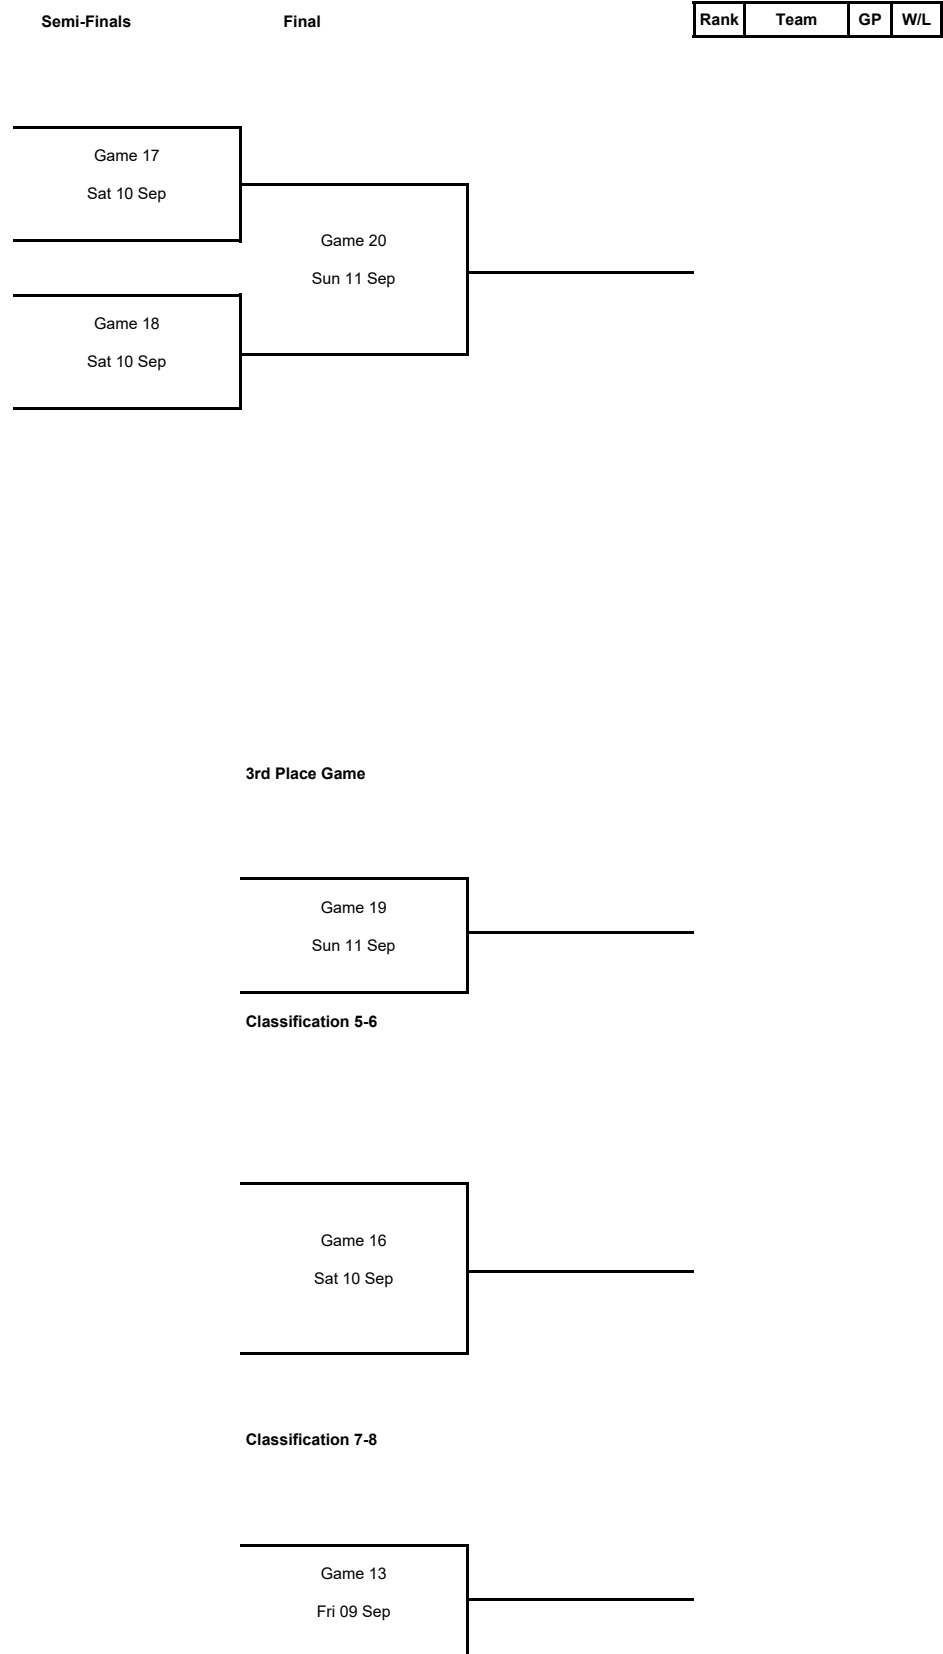 Semi-Finals Final Rank Team GP W/L
Game 17
Sat 10 Sep
Game 20
Sun 11 Sep
Game 18
Sat 10 Sep
3rd Place Game
Game 19
Sun 11 Sep
Classification 5-6
Game 16
Sat 10 Sep
Classification 7-8
Game 13
Fri 09 Sep